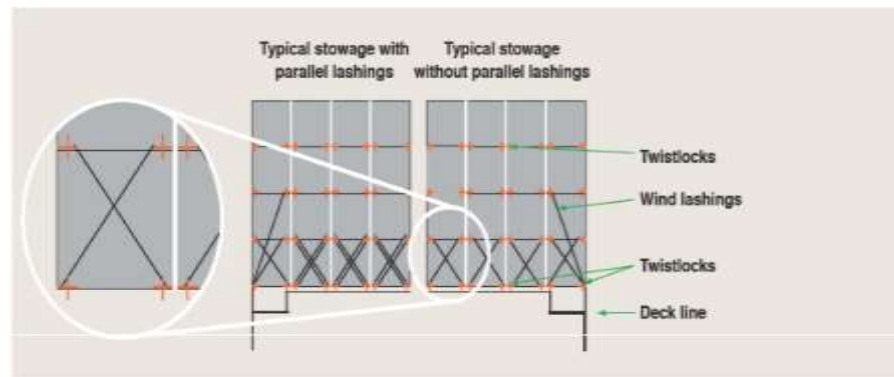 Typical stowage with
parallel lashings
Typical stowage
without parallel lashings
Twistlocks
Wind lashings
Twistlocks
Deck line